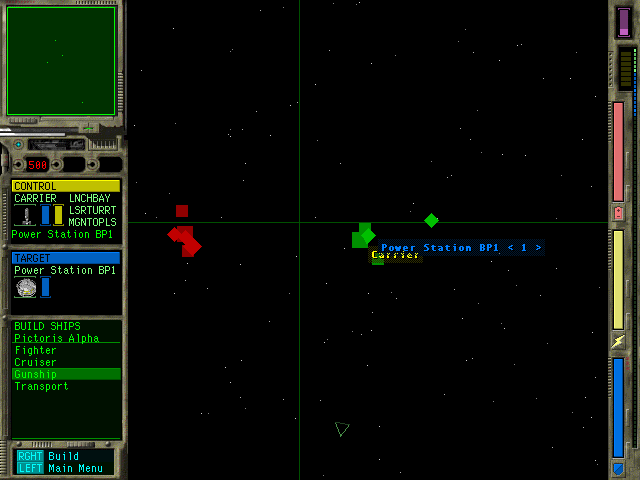 500
CONTROL
CARRIER LNCHBAY
LSRTURRT
MGNTOPLS
Power Station BP1
TARGET
Power Station BP1
BUILD SHIPS
Pictoris Alpha
Fighter
Cruiser
Gunship
Transport
RGHT Build
LEFT Main Menu
Power Station BP1 < 1 >
Carrier